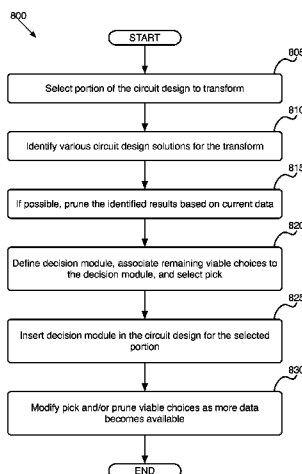 800
START
805
Select portion of the circuit design to transform
810
Identify various circuit design solutions for the transform
815
If possible, prune the identified results based on current data
820
Define decision module, associate remaining viable choices to
the decision module, and select pick
825
Insert decision module in the circuit design for the selected
portion
830
Modify pick and/or prune viable choices as more data
becomes available
END